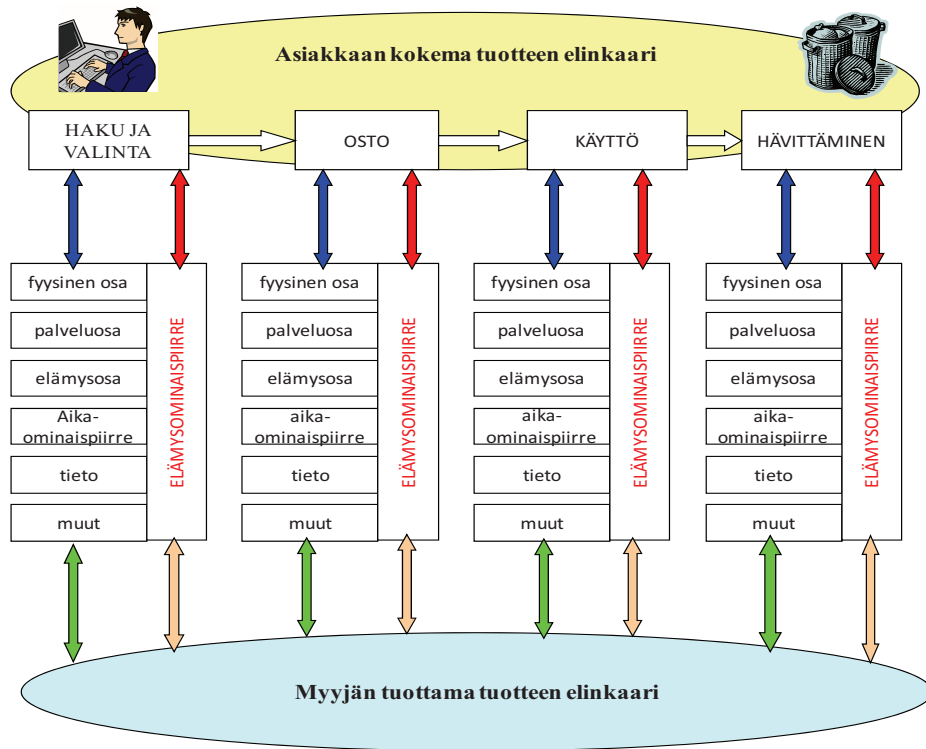 Asiakkaan kokema tuotteen elinkaari
HAKU JA
VALINTA
OSTO
KÄYTTÖ
HÄVITTÄMINEN
fyysinen osa
palveluosa
elämysosa
Aika-
ominaispiirre
tieto
muut
ELÄMYSOMINAISPIIRRE
fyysinen osa
palveluosa
elämysosa
aika-
ominaispiirre
tieto
muut
ELÄMYSOMINAISPIIRRE
fyysinen osa
palveluosa
elämysosa
aika-
ominaispiirre
tieto
muut
ELÄMYSOMINAISPIIRRE
fyysinen osa
palveluosa
elämysosa
aika-
ominaispiirre
tieto
muut
ELÄMYSOMINAISPIIRRE
Myyjän tuottama tuotteen elinkaari